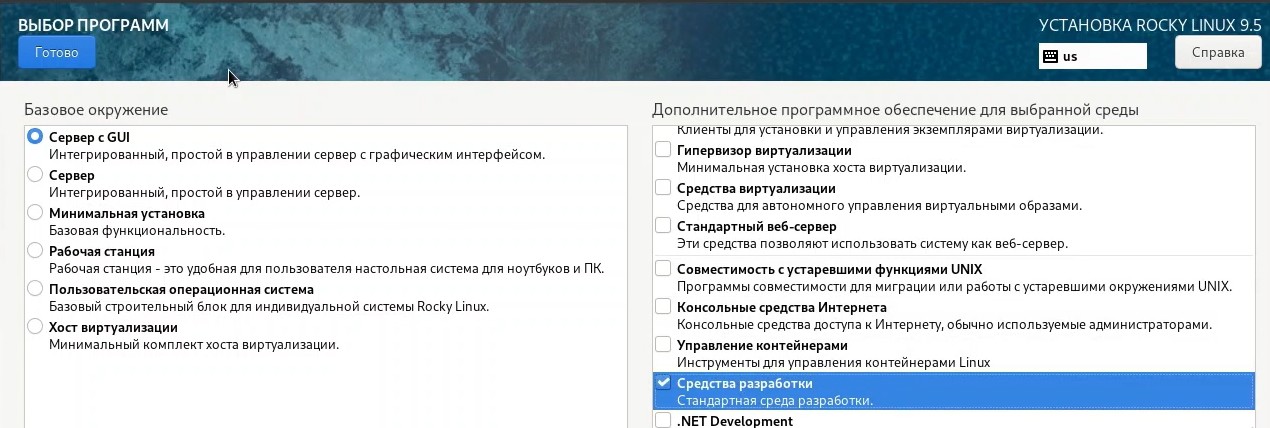 ВЫБОР ПРОГРАММ
УСТАНОВКА ROCKY LINUX 9.5
Готово
us
Справка
Базовое окружение
Сервер с GUI
Интегрированный, простой в управлении сервер с графическим интерфейсом.
Сервер
Интегрированный, простой в управлении сервер.
Минимальная установка
Базовая функциональность.
Рабочая станция
Рабочая станция - это удобная для пользователя настольная система для ноутбуков и ПК.
Пользовательская операционная система
Базовый строительный блок для индивидуальной системы Rocky Linux.
Хост виртуализации
Минимальный комплект хоста виртуализации.
Дополнительное программное обеспечение для выбранной среды
Клиенты для установки и управления экземплярами виртуализации.
Гипервизор виртуализации
Минимальная установка хоста виртуализации.
Средства виртуализации
Средства для автономного управления виртуальными образами.
Стандартный веб-сервер
Эти средства позволяют использовать систему как веб-сервер.
Совместимость с устаревшими функциями UNIX
Программы совместимости для миграции или работы с устаревшими окружениями UNIX.
Консольные средства Интернета
Консольные средства доступа к Интернету, обычно используемые администраторами.
Управление контейнерами
Инструменты для управления контейнерами Linux
Средства разработки
Стандартная среда разработки.
.NET Development